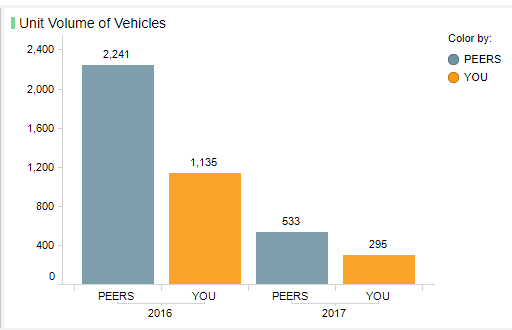 Unit Volume of Vehicles
Color by:
PEERS
YOU
2,400
2,000
1,600
1,200
800
400
0
2,241
1,135
533
295
PEERS YOU PEERS YOU
2016 2017